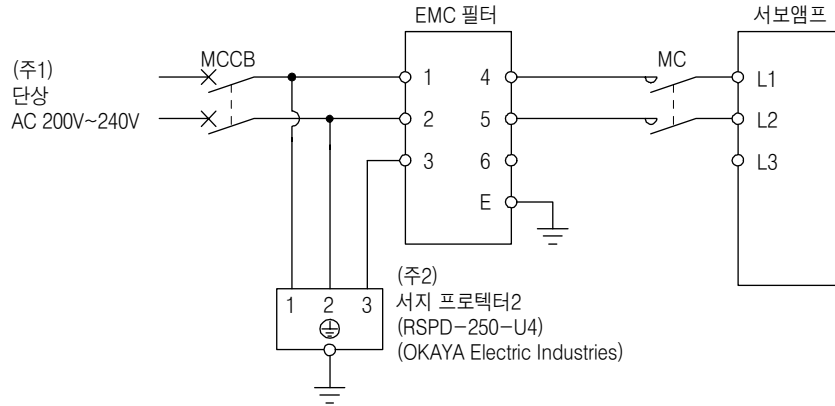 EMC 필터
서보앰프
MCCB
MC
(주1)
단상
AC 200V~240V
1
4
L1
2
5
L2
3
6
L3
E
1 2 3
(주2)
서지 프로텍터2
(RSPD-250-U4)
(OKAYA Electric Industries)